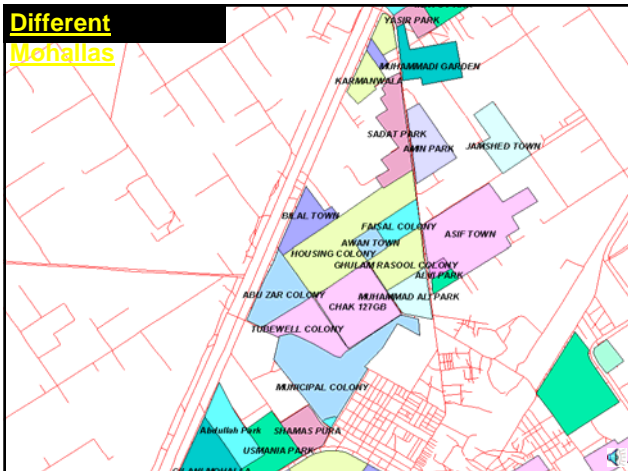 Different
Mohallas
YASIR PARK
MUHAMMADI GARDEN
KARMANWALA
SADAT PARK
AMIN PARK
JAMSHED TOWN
BILAL TOWN
FAISAL COLONY
ASIF TOWN
AWAN TOWN
HOUSING COLONY
GHULAM RASOOL COLONY
ALVI PARK
ABU ZAR COLONY
MUHAMMAD ALI PARK
CHAK 127GB
TUBEWELL COLONY
MUNICIPAL COLONY
Abdullah Park
SHAMAS PURA
USMANIA PARK